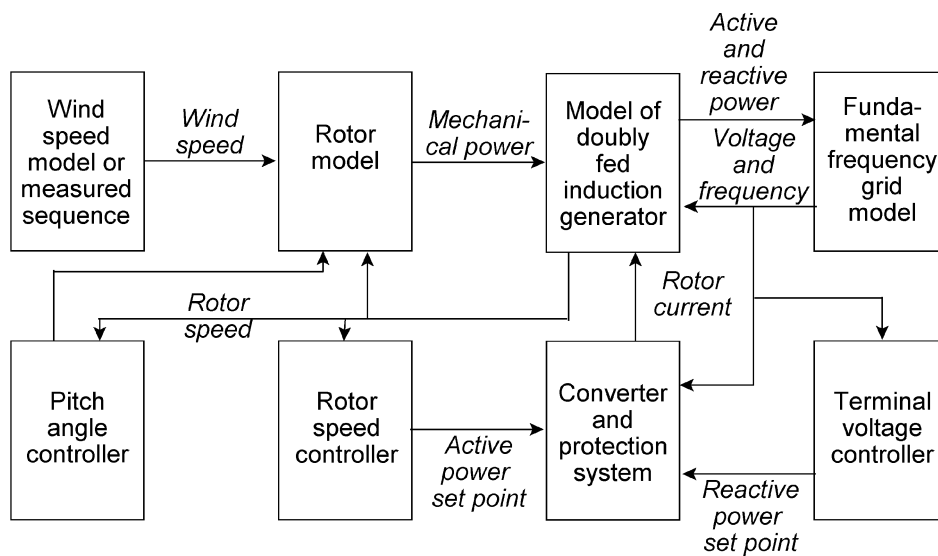 Wind
speed
model or
measured
sequence
Wind
speed
Rotor
model
Mechani-
cal power
Model of
doubly
fed
induction
generator
Active
and
reactive
power
Voltage
and
frequency
Funda-
mental
frequency
grid
model
Rotor
speed
Rotor
current
Pitch
angle
controller
Rotor
speed
controller
Active
power
set point
Converter
and
protection
system
Reactive
power
set point
Terminal
voltage
controller